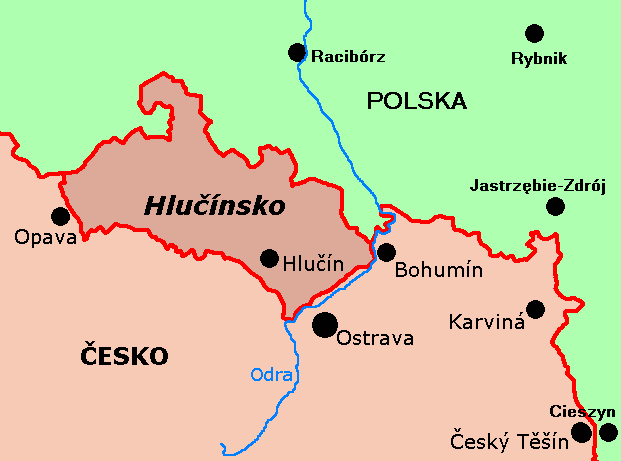 Racibórz
Rybnik
POLSKA
Jastrzębie-Zdrój
Hlučínsko
Opava
Hlučín
Bohumín
Karviná
Ostrava
ČESKO
Odra
Cieszyn
Český Těšín